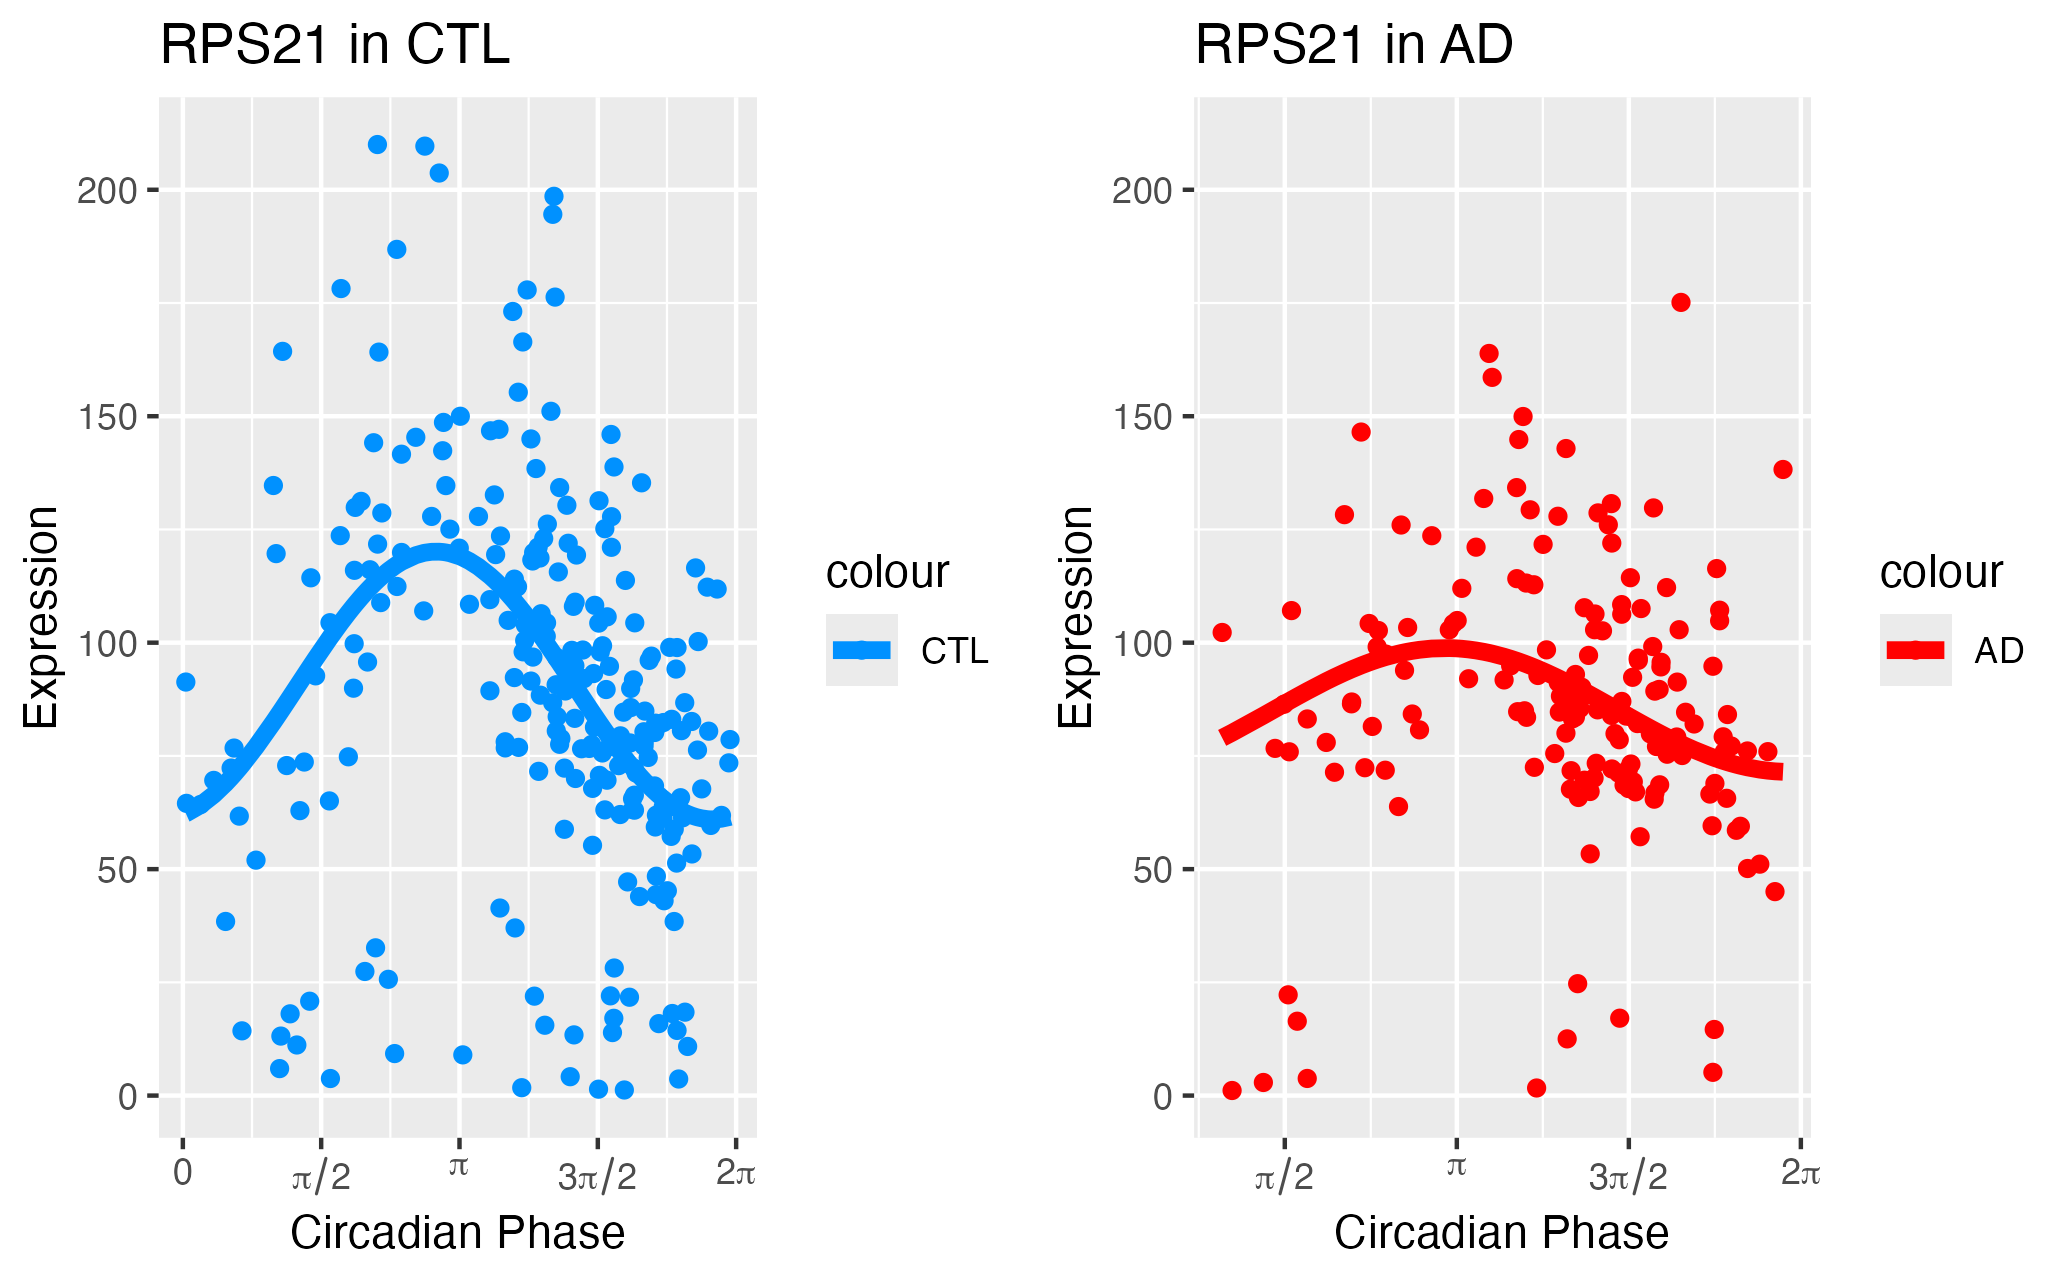 RPS21 in CTL
200
150
100
50
0
Expression
0 π/2 π 3π/2 2π
Circadian Phase
colour
CTL
RPS21 in AD
200
150
100
50
0
Expression
π/2 π 3π/2 2π
Circadian Phase
colour
AD